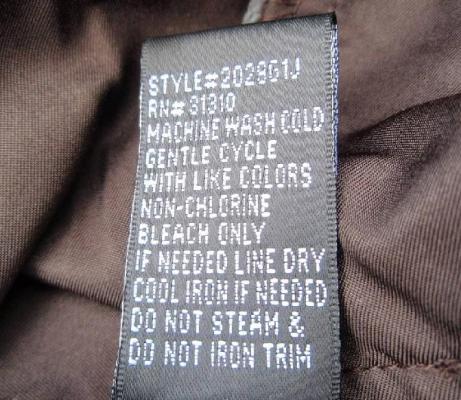 STYLE#202861J
RN# 31310
MACHINE WASH COLD
GENTLE CYCLE
WITH LIKE COLORS
NON-CHLORINE
BLEACH ONLY
IF NEEDED LINE DRY
COOL IRON IF NEEDED
DO NOT STEAM &
DO NOT IRON TRIM